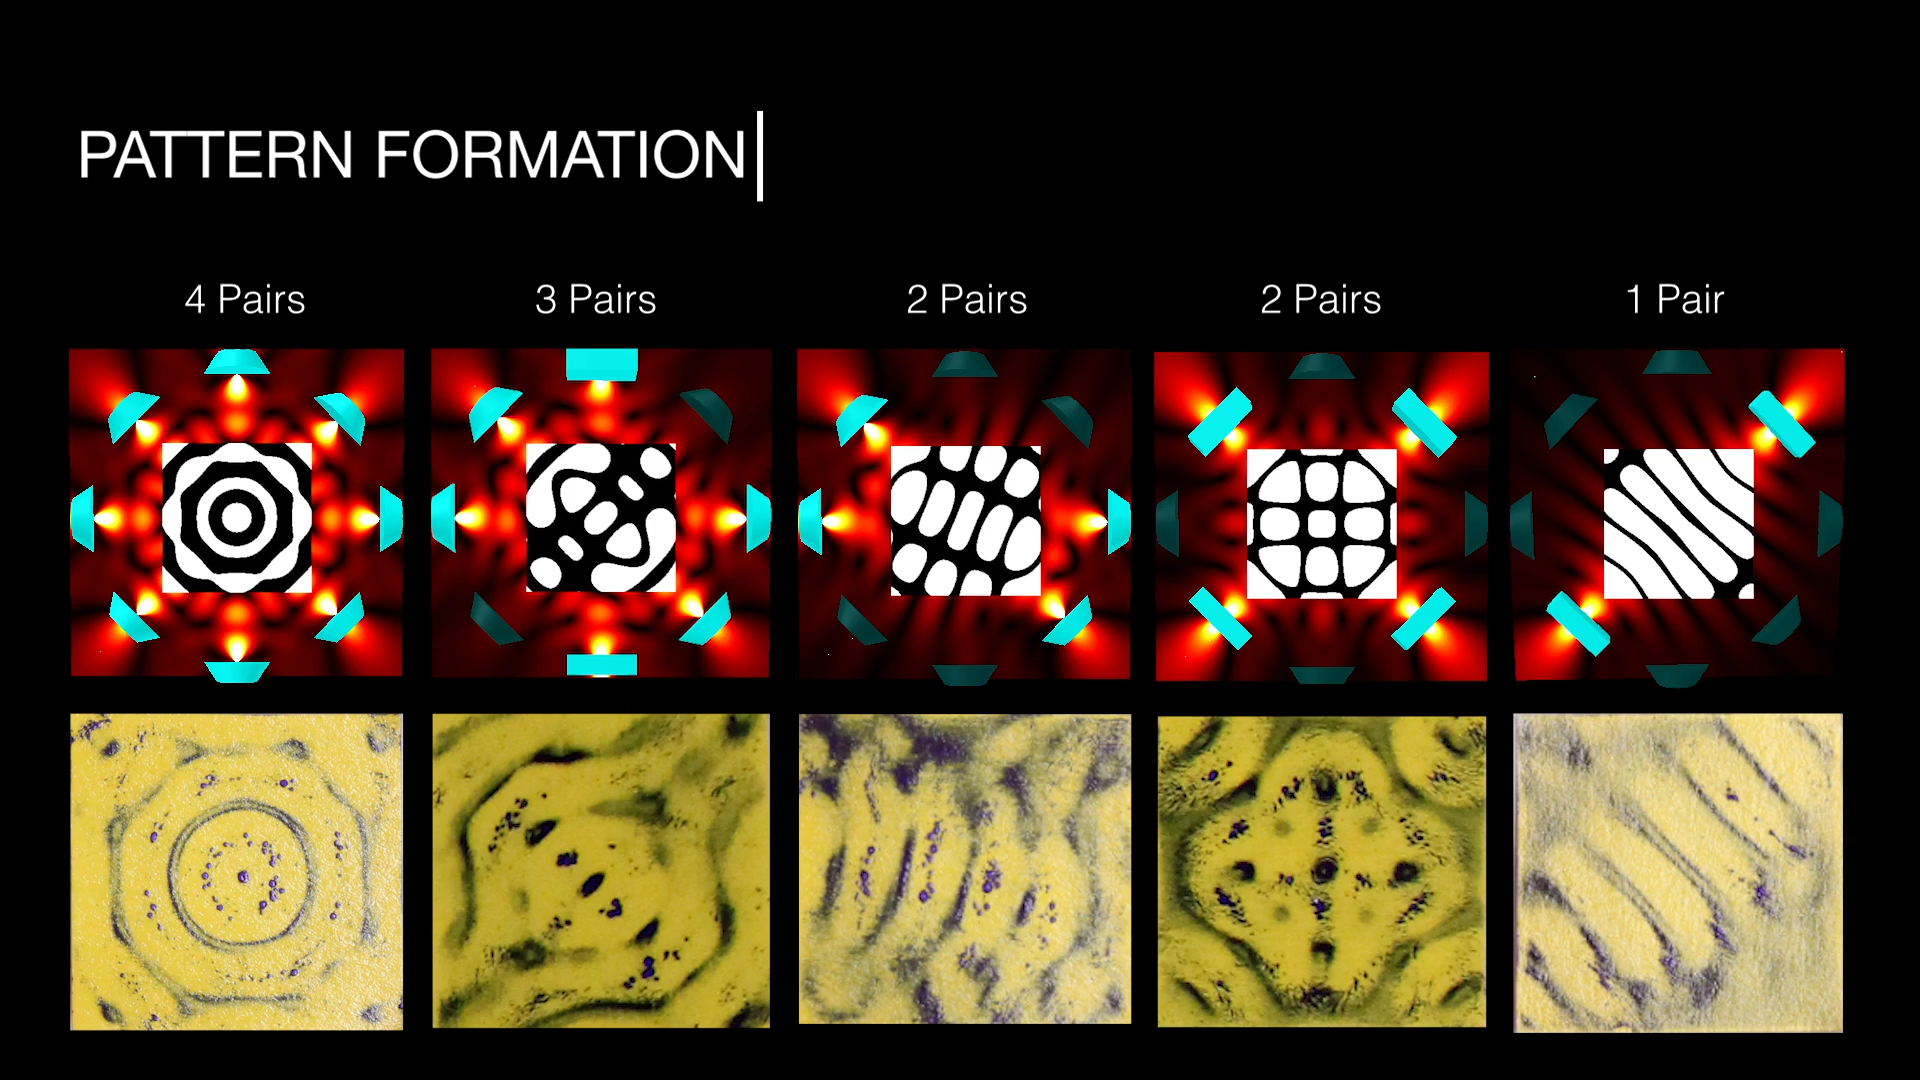 PATTERN FORMATION
4 Pairs
3 Pairs
2 Pairs
2 Pairs
1 Pair